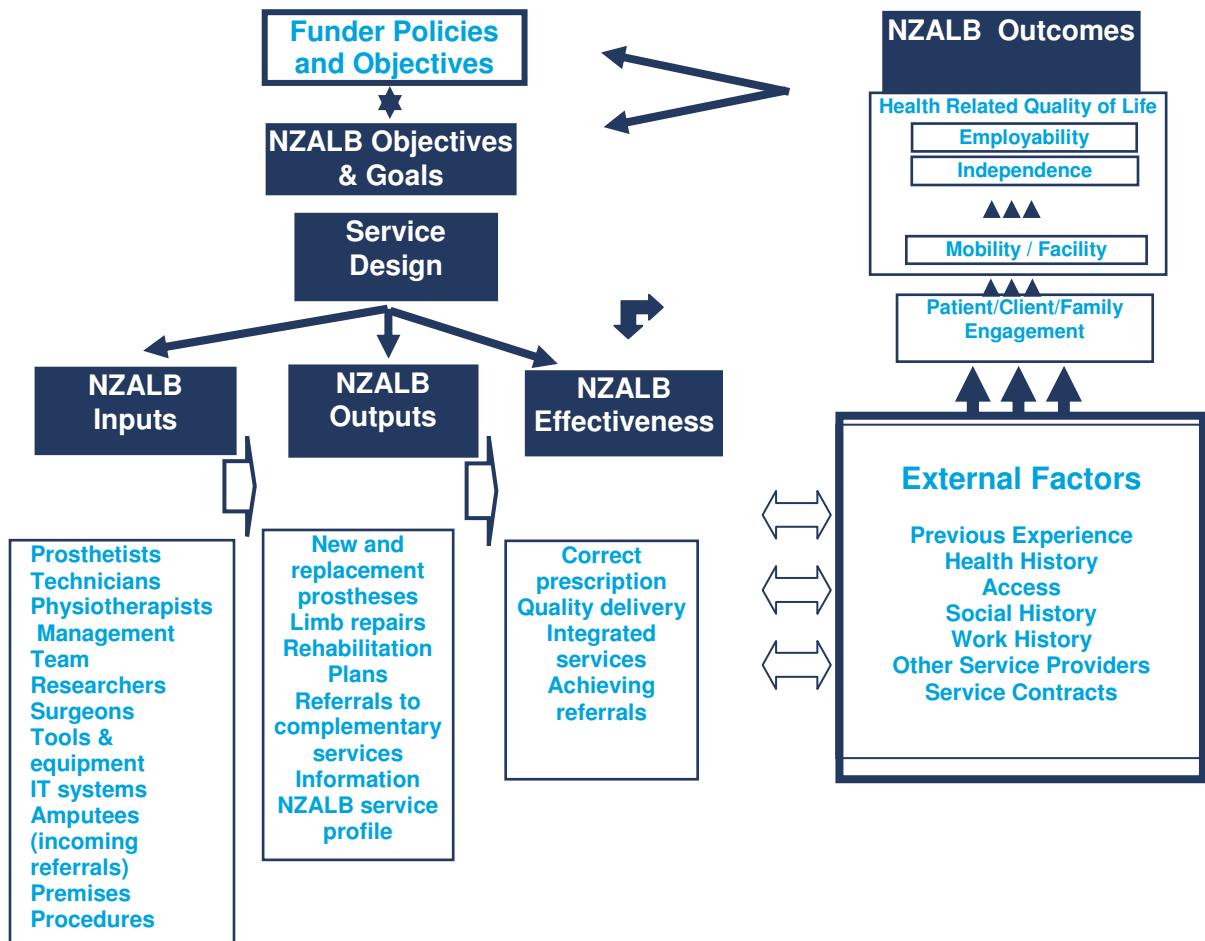 Funder Policies
and Objectives
NZALB Objectives
& Goals
Service
Design
NZALB
Inputs
NZALB
Outputs
NZALB
Effectiveness
Prosthetists
Technicians
Physiotherapists
Management
Team
Researchers
Surgeons
Tools &
equipment
IT systems
Amputees
(incoming
referrals)
Premises
Procedures
New and
replacement
prostheses
Limb repairs
Rehabilitation
Plans
Referrals to
complementary
services
Information
NZALB service
profile
Correct
prescription
Quality delivery
Integrated
services
Achieving
referrals
NZALB Outcomes
Health Related Quality of Life
Employability
Independence
Mobility / Facility
Patient/Client/Family
Engagement
External Factors
Previous Experience
Health History
Access
Social History
Work History
Other Service Providers
Service Contracts